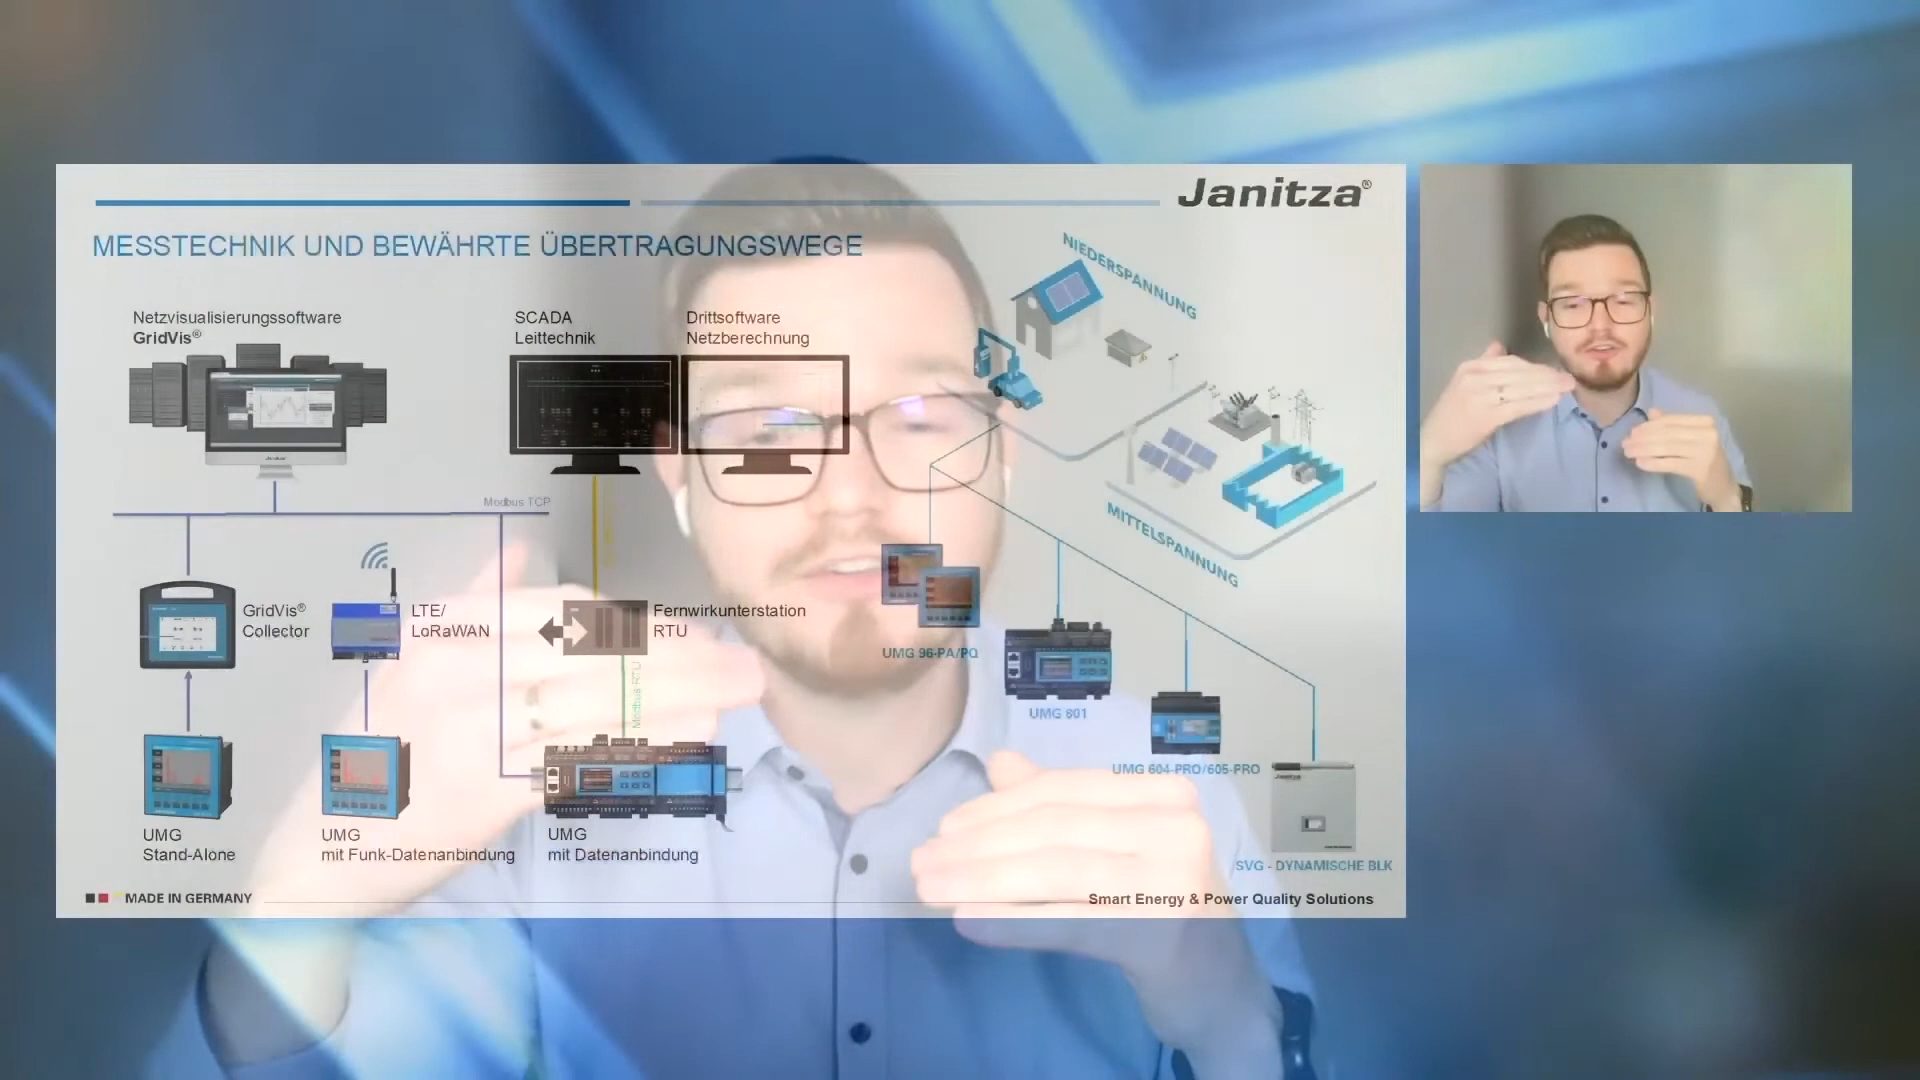 Janitza®
MESSTECHNIK UND BEWÄHRTE ÜBERTRAGUNGSWEGE
Netzvisualisierungssoftware
GridVis®
SCADA
Leittechnik
Drittsoftware
Netzberechnung
NIEDERSPANNUNG
MITTELSPANNUNG
Janitza
Modbus TCP
GridVis®
Collector
LTE/
LoRaWAN
Fernwirkunterstation
RTU
Modbus RTU
UMG 96-PA/PQ
UMG 801
UMG 604-PRO/605-PRO
Janitza
SVG - DYNAMISCHE BLK
UMG
Stand-Alone
UMG
mit Funk-Datenanbindung
UMG
mit Datenanbindung
MADE IN GERMANY
Smart Energy & Power Quality Solutions